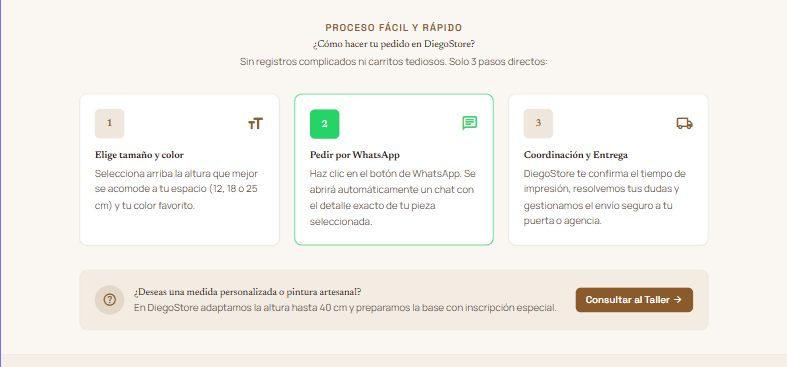 PROCESO FÁCIL Y RÁPIDO
¿Cómo hacer tu pedido en DiegoStore?
Sin registros complicados ni carritos tediosos. Solo 3 pasos directos:
1
Elige tamaño y color
Selecciona arriba la altura que mejor
se acomode a tu espacio (12, 18 o 25
cm) y tu color favorito.
2
Pedir por WhatsApp
Haz clic en el botón de WhatsApp. Se
abrirá automáticamente un chat con
el detalle exacto de tu pieza
seleccionada.
3
Coordinación y Entrega
DiegoStore te confirma el tiempo de
impresión, resolvemos tus dudas y
gestionamos el envío seguro a tu
puerta o agencia.
¿Deseas una medida personalizada o pintura artesanal?
En DiegoStore adaptamos la altura hasta 40 cm y preparamos la base con inscripción especial.
Consultar al Taller →